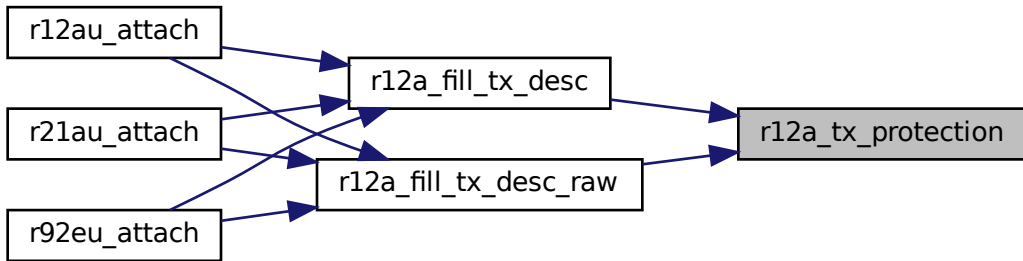 r12au_attach
r12a_fill_tx_desc
r21au_attach
r12a_tx_protection
r12a_fill_tx_desc_raw
r92eu_attach